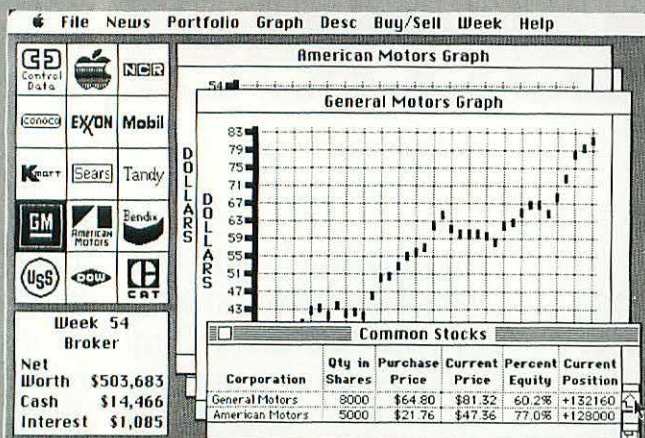 File News Portfolio Graph Desc Buy/Sell Week Help
Control Data
NCR
conoco EXXON Mobil
Kmart Sears Tandy
GM American Motors Bendix
USS DOW CAT
American Motors Graph
54
DOLLARS
General Motors Graph
DOLLARS
83
79
75
71
67
63
59
55
51
47
43
Week 54
Broker
Net
Worth $503,683
Cash $14,466
Interest $1,085
Common Stocks
Corporation Qty in Shares Purchase Price Current Price Percent Equity Current Position
General Motors 8000 $64.80 $81.32 60.2% +132160
American Motors 5000 $21.76 $47.36 77.0% +128000